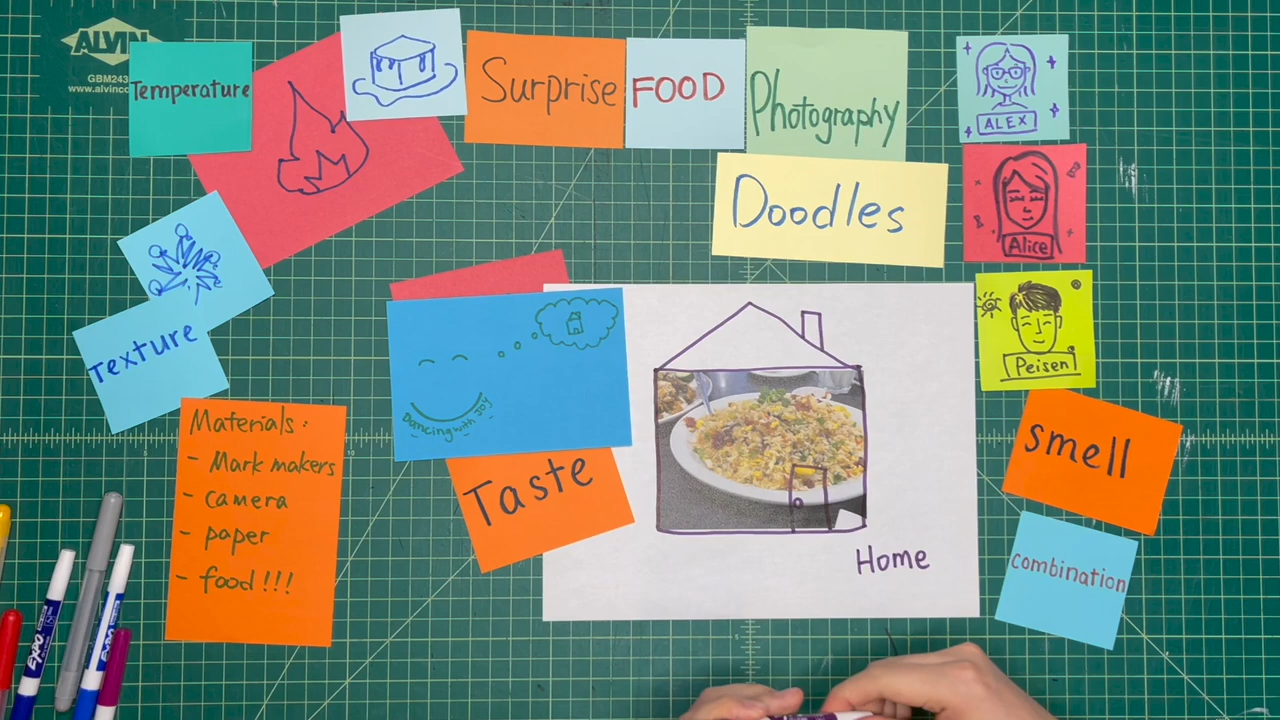 ALVIN
GBM243
www.alvinco
Temperature
Surprise
FOOD
Photography
Doodles
ALEX
Alice
Peisen
Texture
Dancing with JOY
Materials:
- Mark makers
- camera
- paper
- food!!!
Taste
Home
smell
combination
EXPO
EXPO